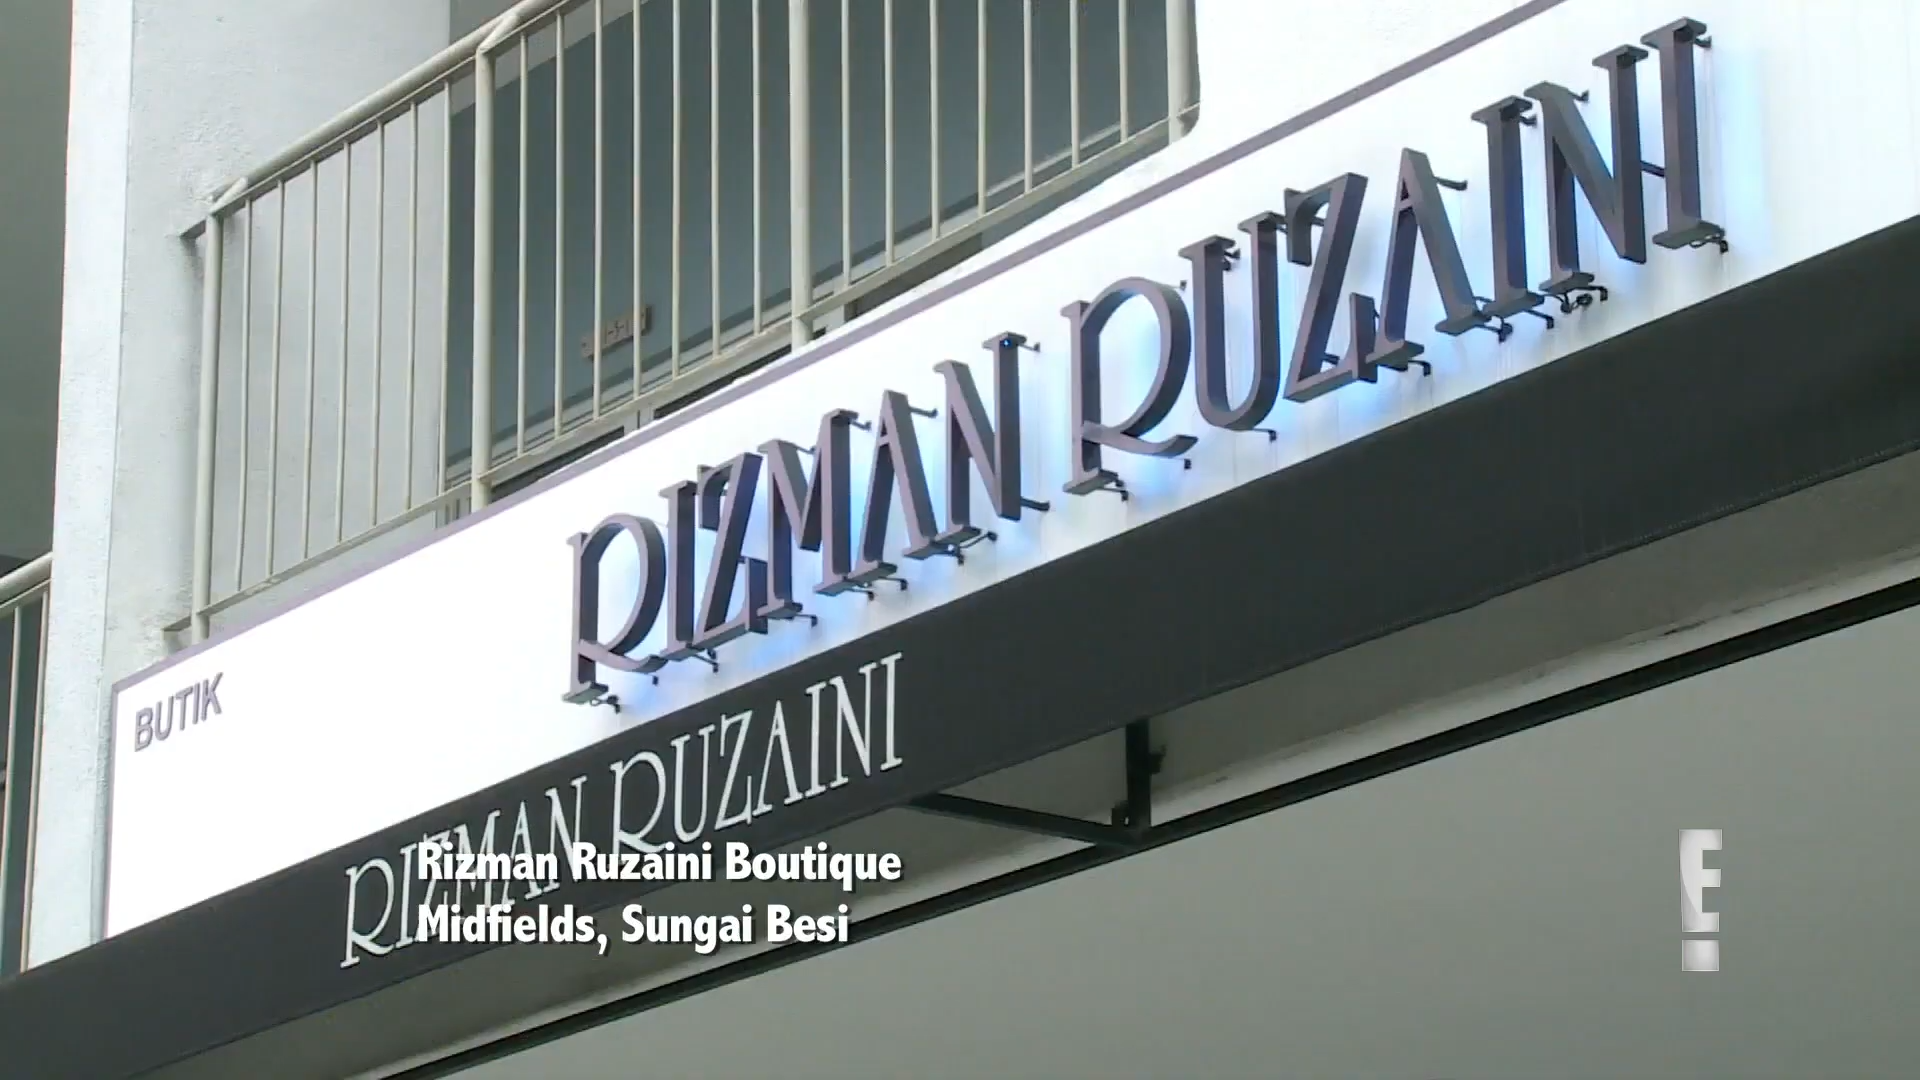 RIZMAN RUZAINI
BUTIK
RIZMAN RUZAINI
Rizman Ruzaini Boutique
Midfields, Sungai Besi
E!